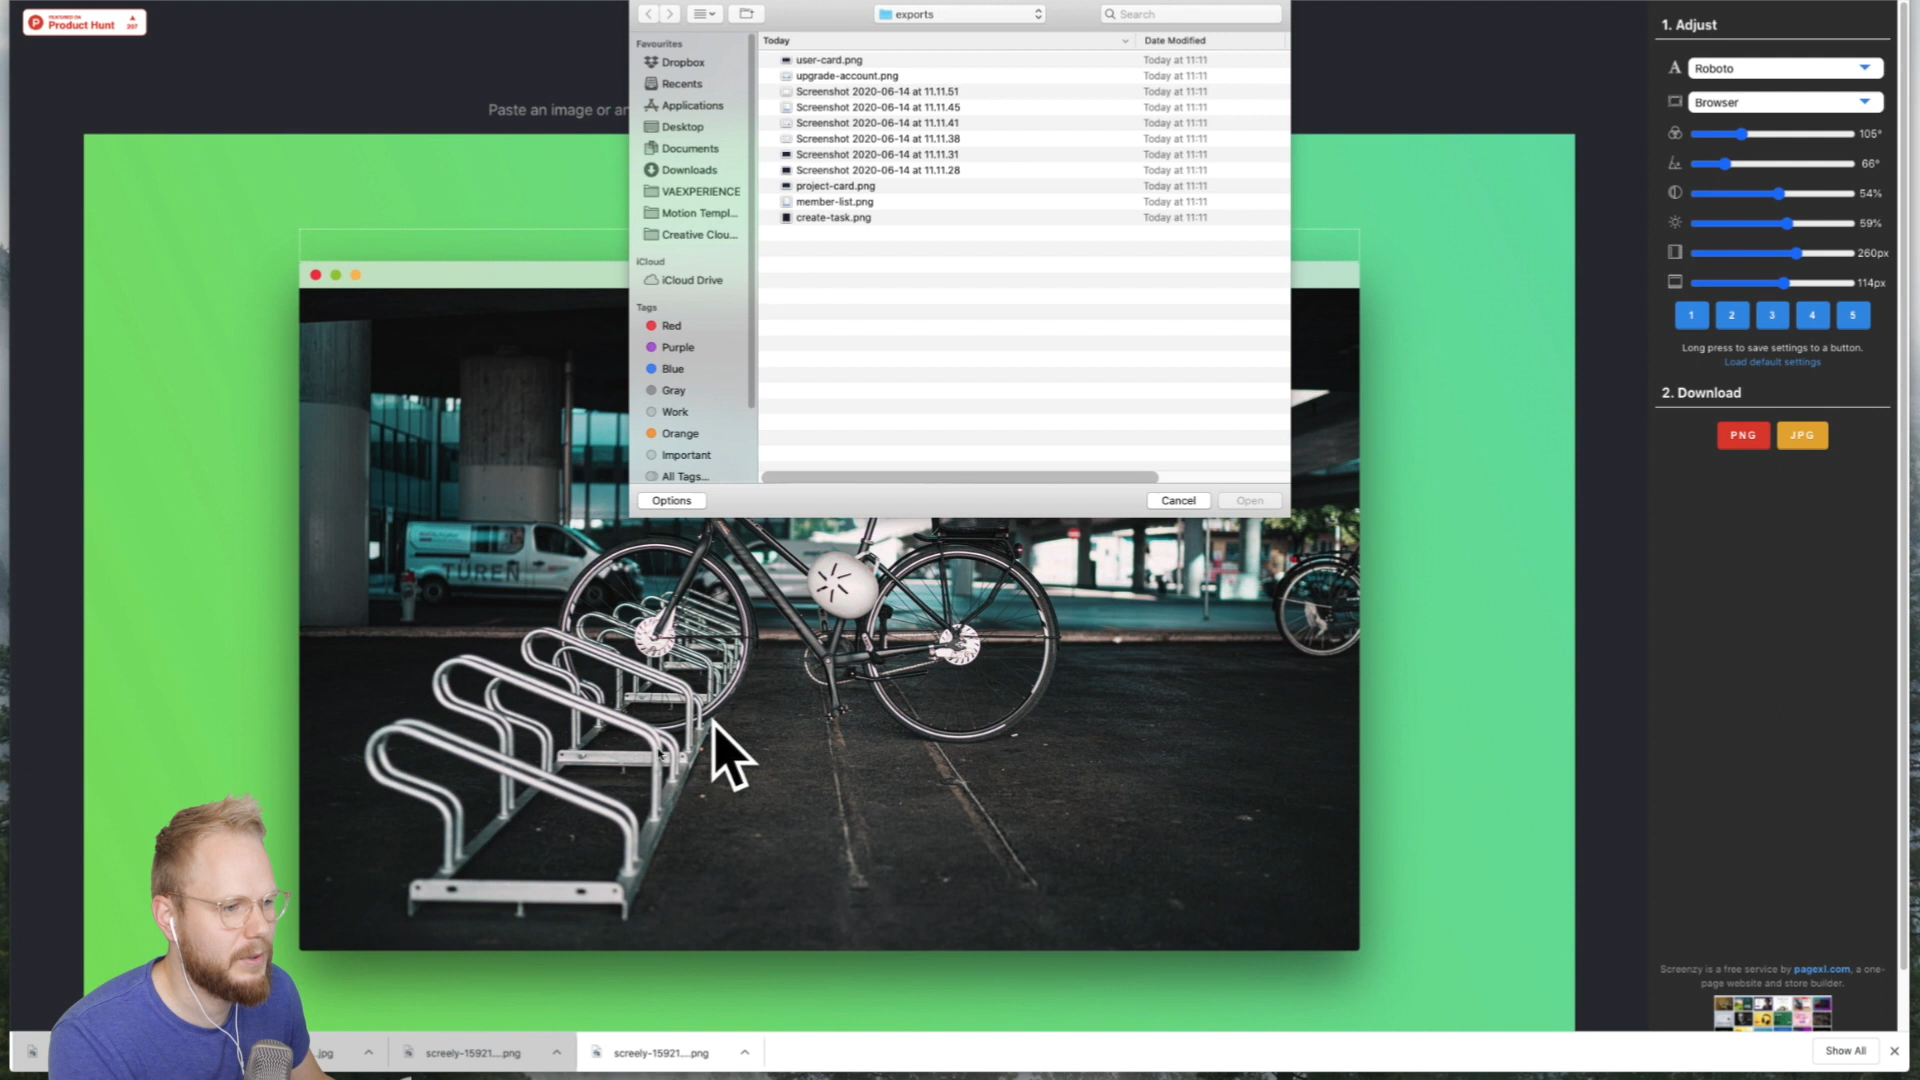 FEATURED ON
Product Hunt
207
Paste an image or an
exports
Search
Favourites
Dropbox
Recents
Applications
Desktop
Documents
Downloads
VAEXPERIENCE
Motion Templ...
Creative Clou...
iCloud
iCloud Drive
Tags
Red
Purple
Blue
Gray
Work
Orange
Important
All Tags...
Today Date Modified
user-card.png Today at 11:11
upgrade-account.png Today at 11:11
Screenshot 2020-06-14 at 11.11.51 Today at 11:11
Screenshot 2020-06-14 at 11.11.45 Today at 11:11
Screenshot 2020-06-14 at 11.11.41 Today at 11:11
Screenshot 2020-06-14 at 11.11.38 Today at 11:11
Screenshot 2020-06-14 at 11.11.31 Today at 11:11
Screenshot 2020-06-14 at 11.11.28 Today at 11:11
project-card.png Today at 11:11
member-list.png Today at 11:11
create-task.png Today at 11:11
Options Cancel Open
TÜREN
1. Adjust
A Roboto
Browser
105°
66°
54%
59%
260px
114px
1 2 3 4 5
Long press to save settings to a button.
Load default settings
2. Download
PNG JPG
Screenzy is a free service by pagexl.com, a one-
page website and store builder.
.jpg screely-15921....png screely-15921....png Show All